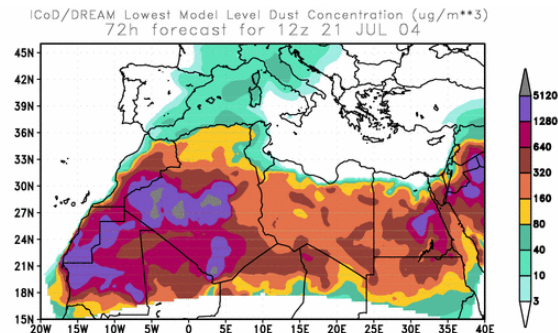 ICoD/DREAM Lowest Model Level Dust Concentration (ug/m**3)
72h forecast for 12z 21 JUL 04
45N
42N
39N
36N
33N
30N
27N
24N
21N
18N
15N
20W 15W 10W 5W 0 5E 10E 15E 20E 25E 30E 35E 40E
5120
1280
640
320
160
80
40
10
3